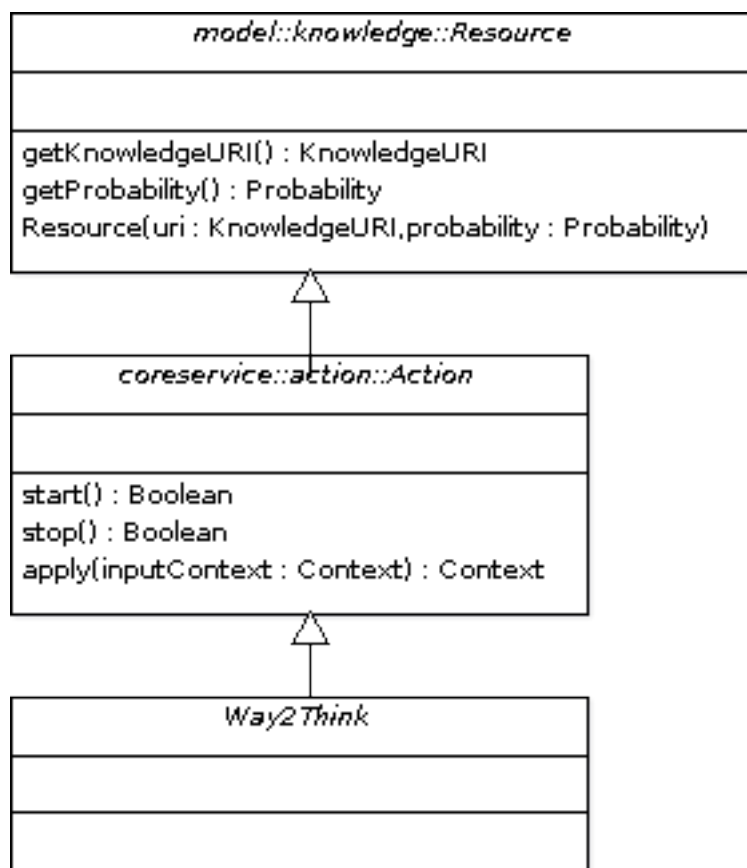 model::knowledge::Resource
getKnowledgeURI() : KnowledgeURI
getProbability() : Probability
Resource(uri : KnowledgeURI,probability : Probability)
coreservice::action::Action
start() : Boolean
stop() : Boolean
apply(inputContext : Context) : Context
Way2Think